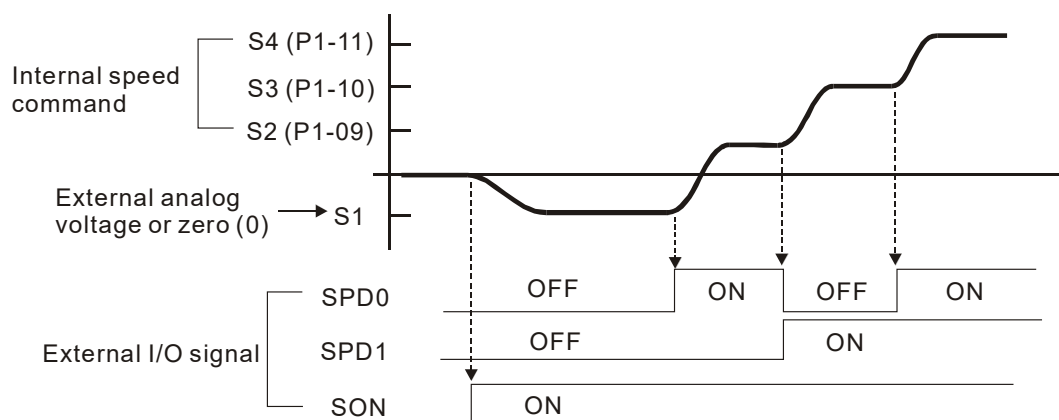 S4 (P1-11)
Internal speed
command
S3 (P1-10)
S2 (P1-09)
External analog
voltage or zero (0)
S1
External I/O signal
SPD0
OFF
ON
OFF
ON
SPD1
OFF
ON
SON
ON